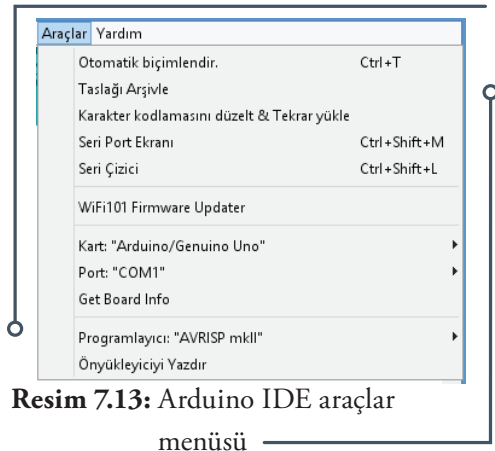 Araçlar Yardım
Otomatik biçimlendir. Ctrl+T
Taslağı Arşivle
Karakter kodlamasını düzelt & Tekrar yükle
Seri Port Ekranı Ctrl+Shift+M
Seri Çizici Ctrl+Shift+L
WiFi101 Firmware Updater
Kart: "Arduino/Genuino Uno"
Port: "COM1"
Get Board Info
Programlayıcı: "AVRISP mkII"
Önyükleyiciyi Yazdır
Resim 7.13: Arduino IDE araçlar
menüsü